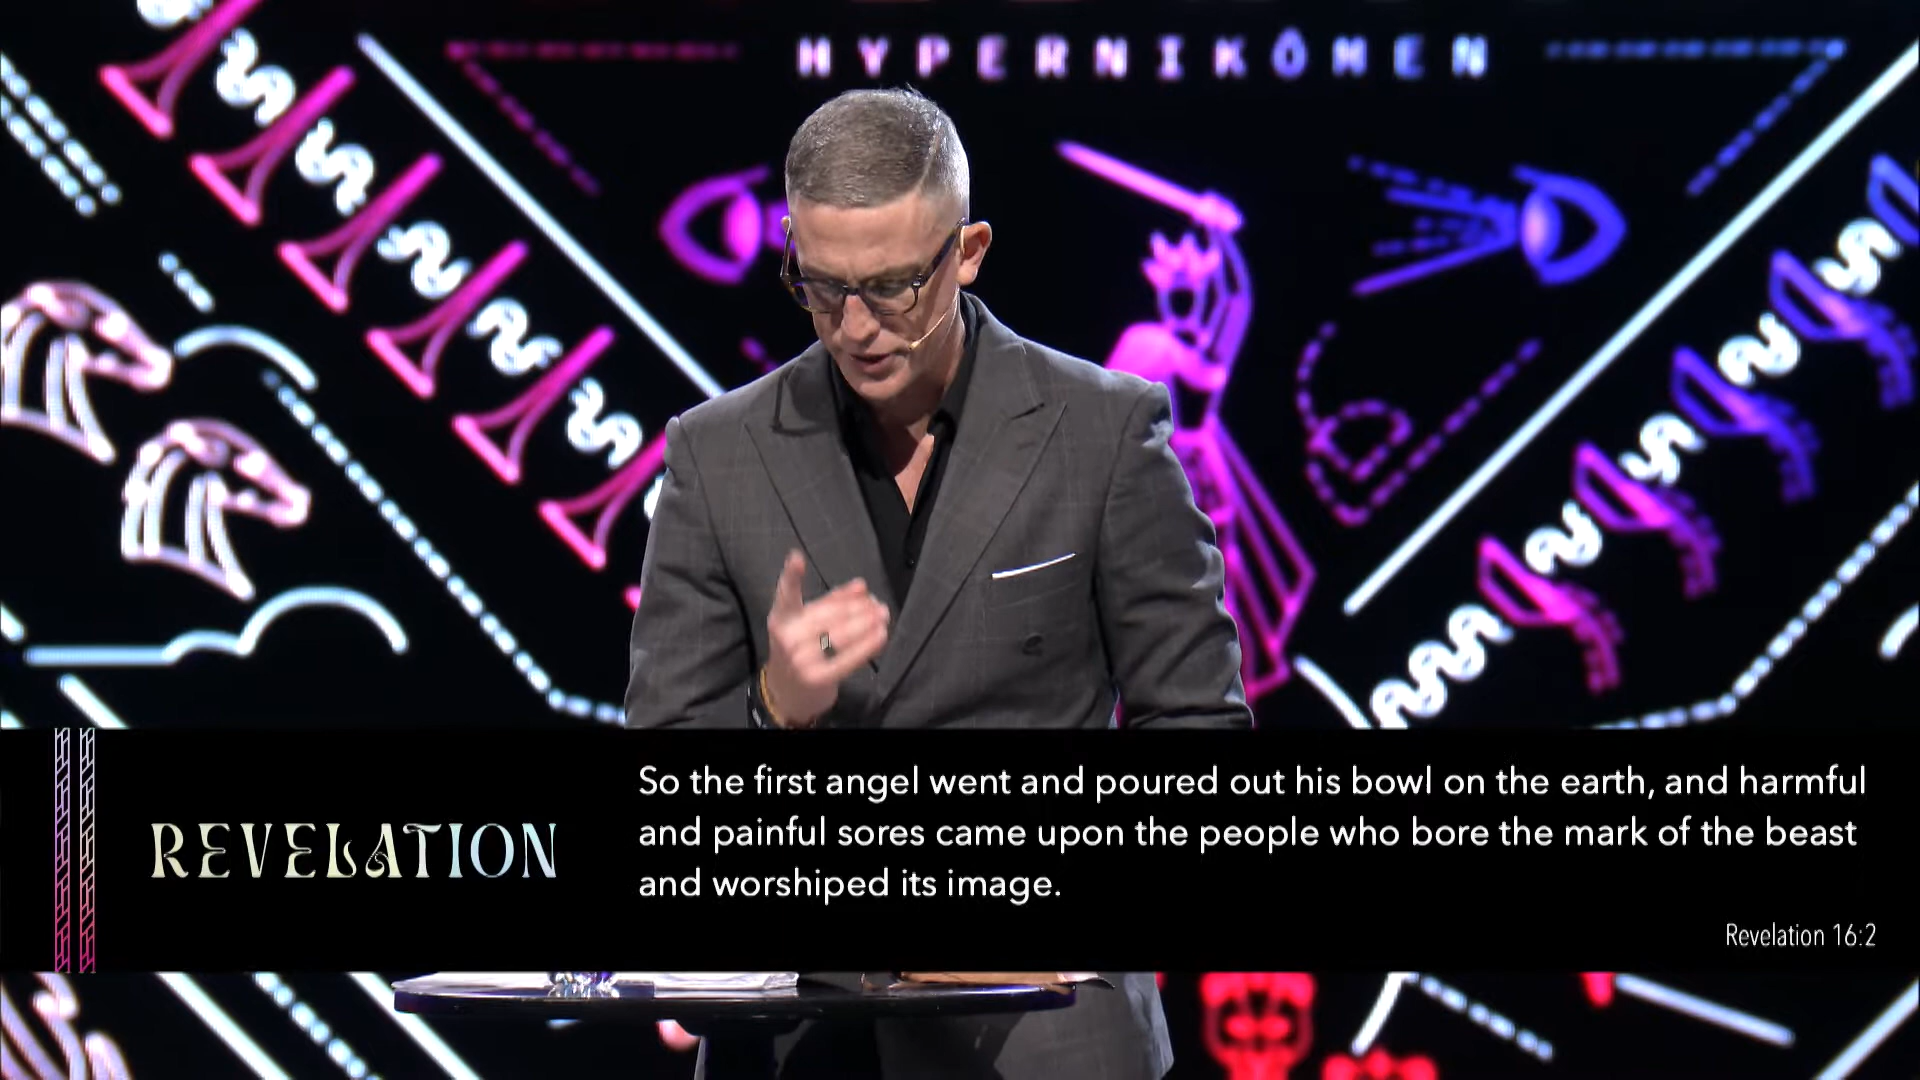 HYPERNIKŌMEN
So the first angel went and poured out his bowl on the earth, and harmful
and painful sores came upon the people who bore the mark of the beast
and worshiped its image.
REVELATION
Revelation 16:2